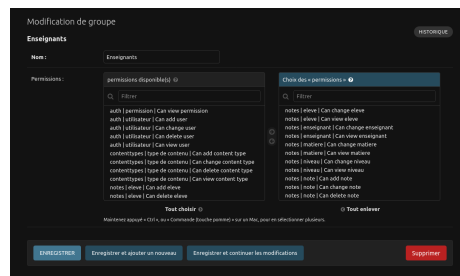 Modification de groupe
Enseignants
HISTORIQUE
Nom :
Enseignants
Permissions :
permissions disponible(s)
Filtrer
auth | permission | Can view permission
auth | utilisateur | Can add user
auth | utilisateur | Can change user
auth | utilisateur | Can delete user
auth | utilisateur | Can view user
contenttypes | type de contenu | Can add content type
contenttypes | type de contenu | Can change content type
contenttypes | type de contenu | Can delete content type
contenttypes | type de contenu | Can view content type
notes | eleve | Can add eleve
notes | eleve | Can delete eleve
Tout choisir
Choix des « permissions »
Filtrer
notes | eleve | Can change eleve
notes | eleve | Can view eleve
notes | enseignant | Can change enseignant
notes | enseignant | Can view enseignant
notes | matiere | Can change matiere
notes | matiere | Can view matiere
notes | niveau | Can change niveau
notes | niveau | Can view niveau
notes | note | Can add note
notes | note | Can change note
notes | note | Can delete note
Tout enlever
Maintenez appuyé « Ctrl », ou « Commande (touche pomme) » sur un Mac, pour en sélectionner plusieurs.
ENREGISTRER
Enregistrer et ajouter un nouveau
Enregistrer et continuer les modifications
Supprimer